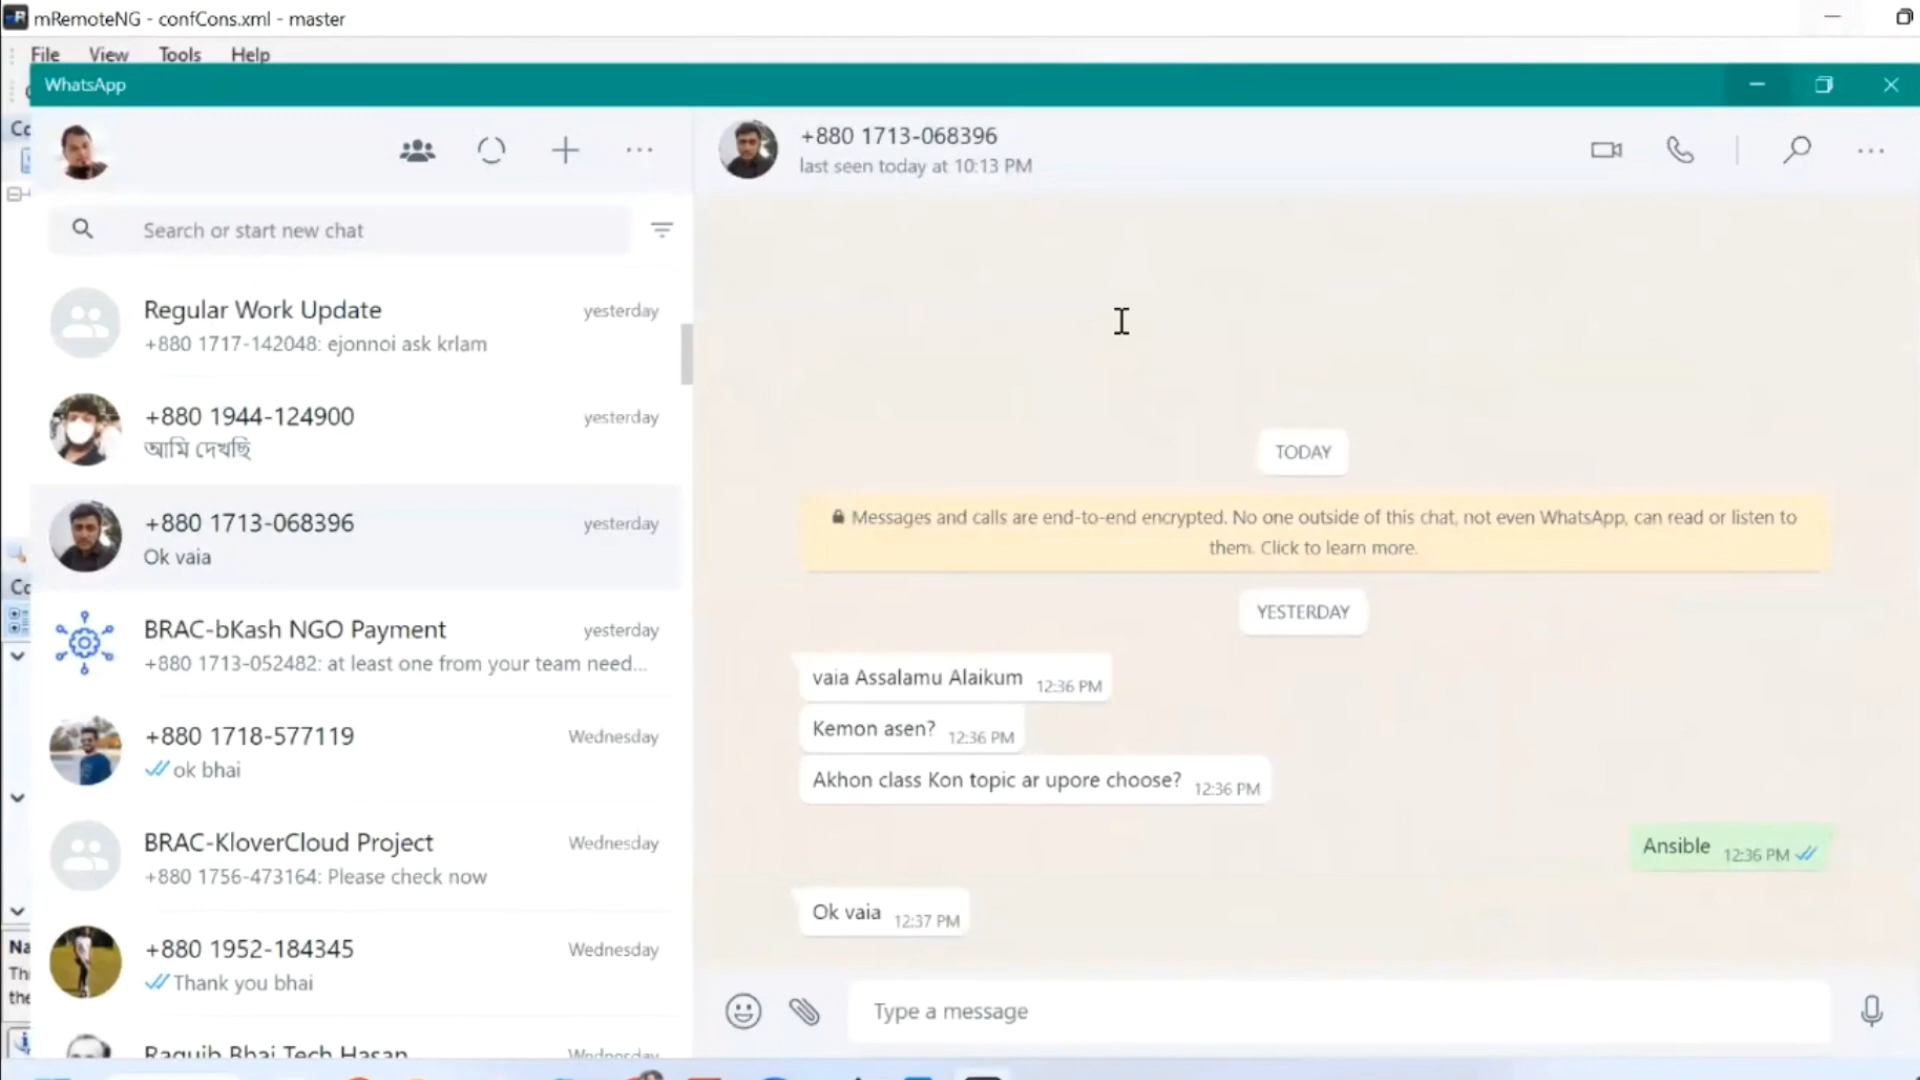 mRemoteNG - confCons.xml - master
File View Tools Help
WhatsApp
Search or start new chat
Regular Work Update yesterday
+880 1717-142048: ejonnoi ask krlam
+880 1944-124900 yesterday
আমি দেখছি
+880 1713-068396 yesterday
Ok vaia
BRAC-bKash NGO Payment yesterday
+880 1713-052482: at least one from your team need...
+880 1718-577119 Wednesday
ok bhai
BRAC-KloverCloud Project Wednesday
+880 1756-473164: Please check now
+880 1952-184345 Wednesday
Thank you bhai
Raquib Bhai Tech Hasan Wednesday
+880 1713-068396
last seen today at 10:13 PM
TODAY
Messages and calls are end-to-end encrypted. No one outside of this chat, not even WhatsApp, can read or listen to
them. Click to learn more.
YESTERDAY
vaia Assalamu Alaikum 12:36 PM
Kemon asen? 12:36 PM
Akhon class Kon topic ar upore choose? 12:36 PM
Ansible 12:36 PM
Ok vaia 12:37 PM
Type a message